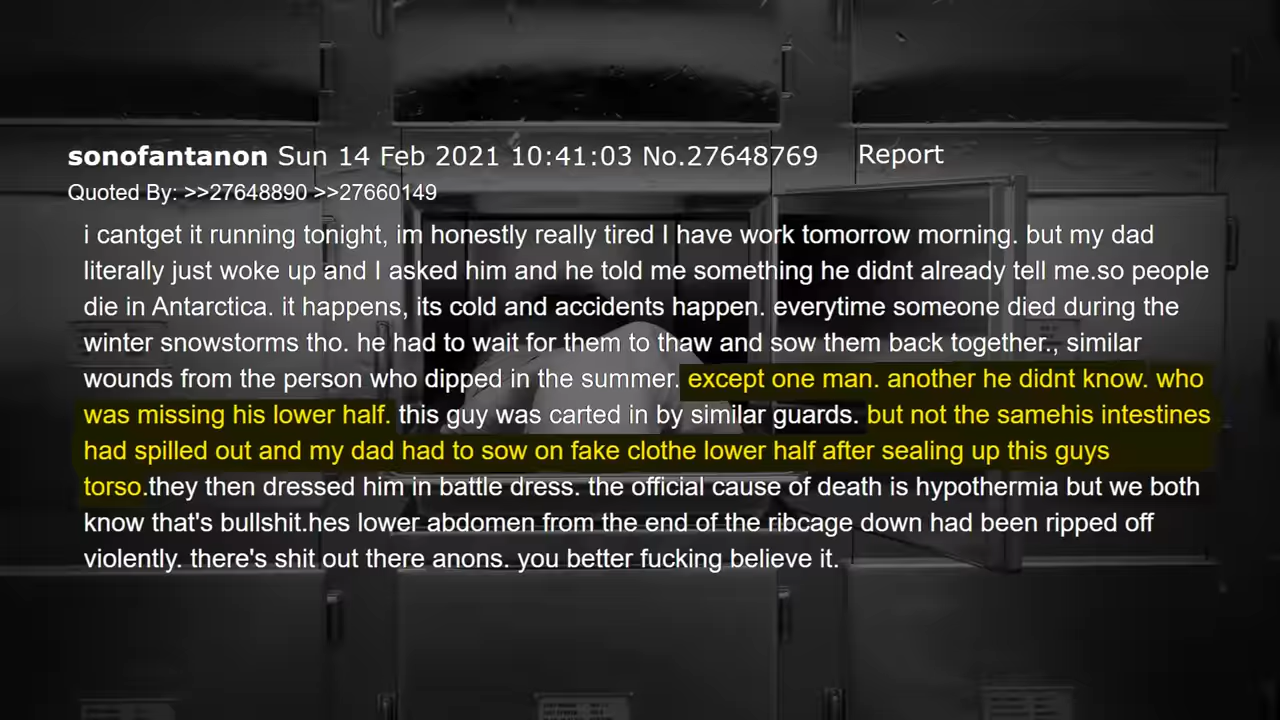 sonofantanon Sun 14 Feb 2021 10:41:03 No.27648769 Report
Quoted By: >>27648890 >>27660149
i cantget it running tonight, im honestly really tired I have work tomorrow morning. but my dad
literally just woke up and I asked him and he told me something he didnt already tell me.so people
die in Antarctica. it happens, its cold and accidents happen. everytime someone died during the
winter snowstorms tho. he had to wait for them to thaw and sow them back together., similar
wounds from the person who dipped in the summer. except one man. another he didnt know. who
was missing his lower half. this guy was carted in by similar guards. but not the samehis intestines
had spilled out and my dad had to sow on fake clothe lower half after sealing up this guys
torso.they then dressed him in battle dress. the official cause of death is hypothermia but we both
know that's bullshit.hes lower abdomen from the end of the ribcage down had been ripped off
violently. there's shit out there anons. you better fucking believe it.